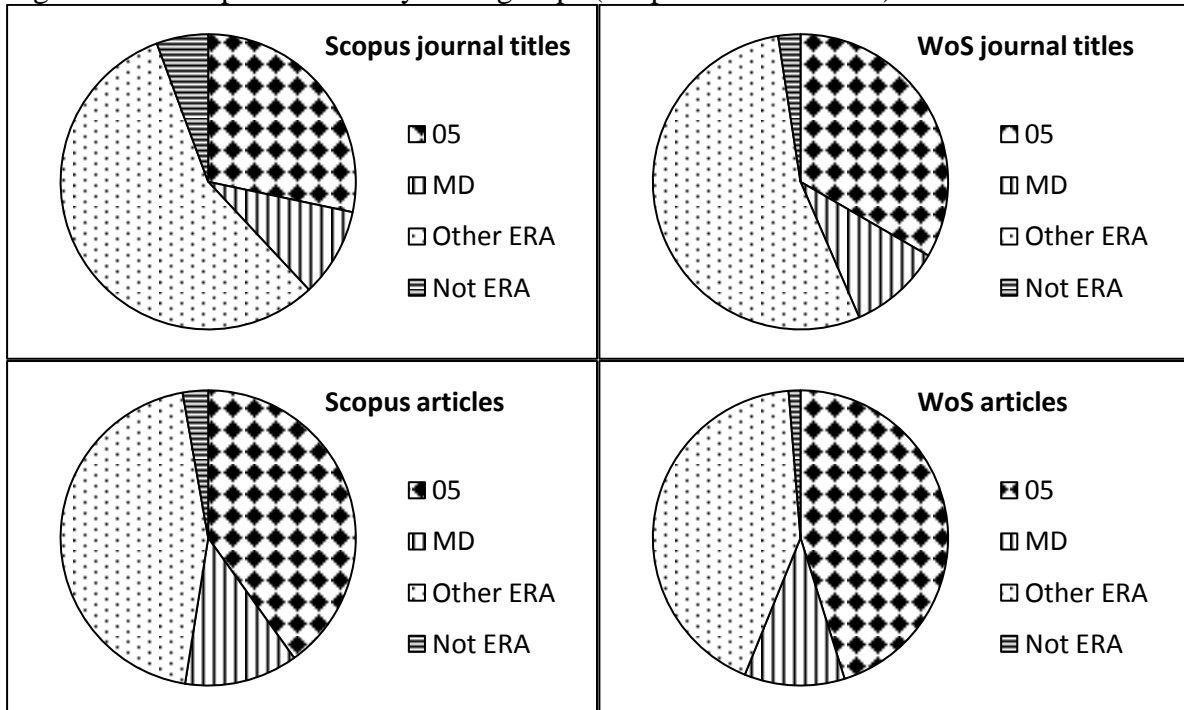 Scopus journal titles
05
MD
Other ERA
Not ERA
WoS journal titles
05
MD
Other ERA
Not ERA
Scopus articles
05
MD
Other ERA
Not ERA
WoS articles
05
MD
Other ERA
Not ERA